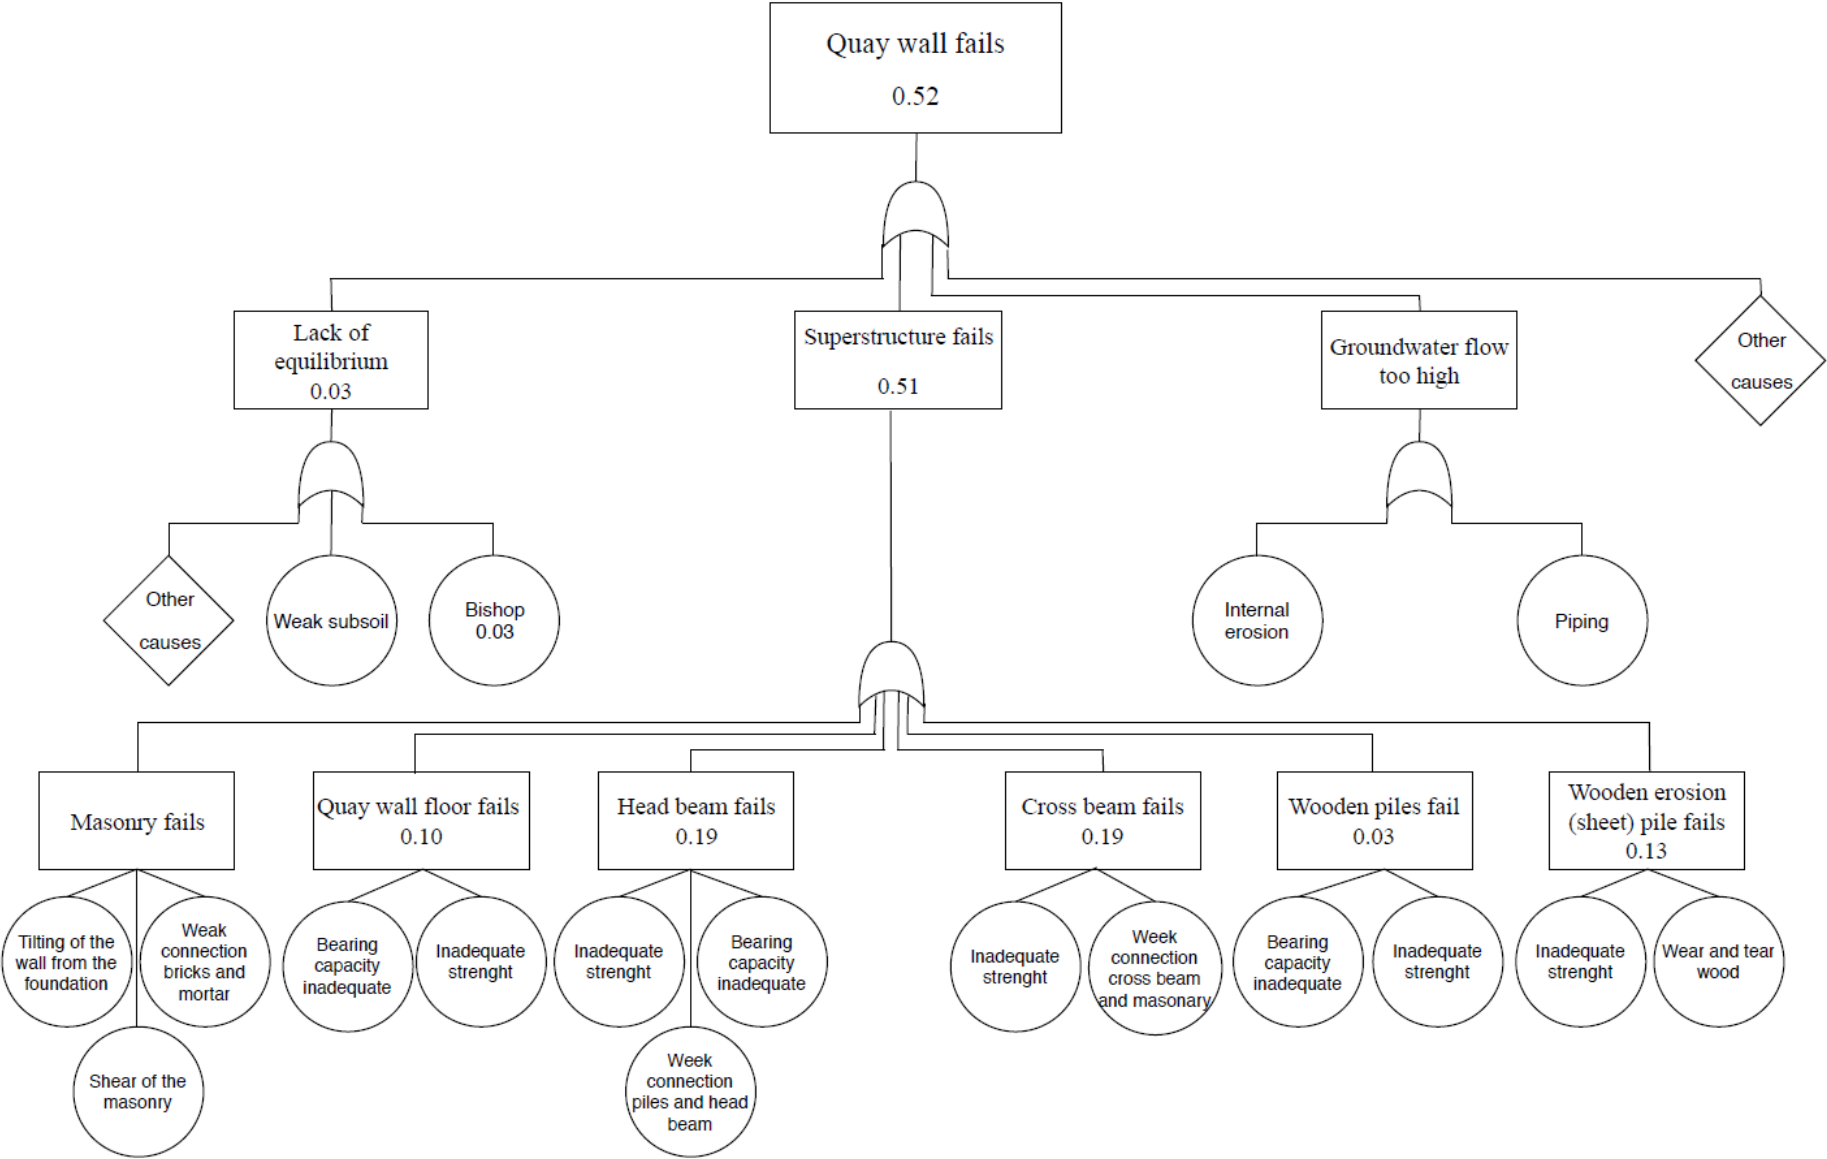 Quay wall fails
0.52
Lack of
equilibrium
0.03
Superstructure fails
0.51
Groundwater flow
too high
Other
causes
Other
causes
Weak subsoil
Bishop
0.03
Internal
erosion
Piping
Masonry fails
Quay wall floor fails
0.10
Head beam fails
0.19
Cross beam fails
0.19
Wooden piles fail
0.03
Wooden erosion
(sheet) pile fails
0.13
Tilting of the
wall from the
foundation
Weak
connection
bricks and
mortar
Bearing
capacity
inadequate
Inadequate
strenght
Inadequate
strenght
Bearing
capacity
inadequate
Inadequate
strenght
Week
connection
cross beam
and masonary
Bearing
capacity
inadequate
Inadequate
strenght
Inadequate
strenght
Wear and tear
wood
Shear of the
masonry
Week
connection
piles and head
beam